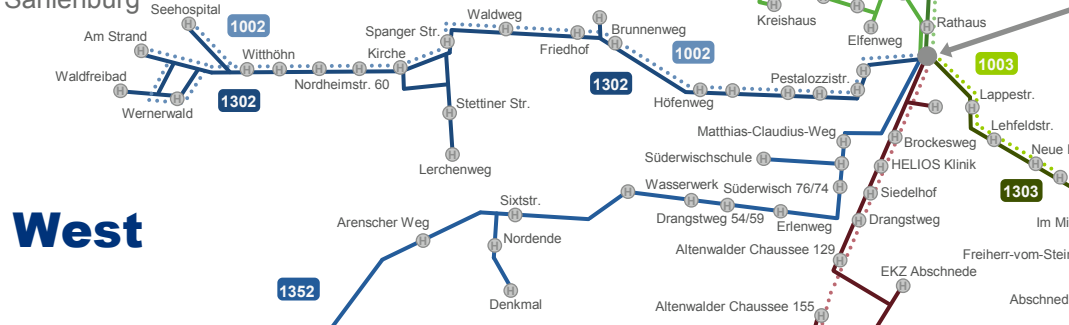 Sahlenburg
Seehospital
1002
Am Strand
Waldfreibad
Wernerwald
1302
Witthöhn
Nordheimstr. 60
Kirche
Spanger Str.
Waldweg
Friedhof
Brunnenweg
1002
1302
Stettiner Str.
Lerchenweg
Höfenweg
Pestalozzistr.
Kreishaus
Elfenweg
Rathaus
1003
Lappestr.
Lehfeldstr.
Neue
1303
Matthias-Claudius-Weg
Süderwischschule
Brockesweg
HELIOS Klinik
Siedelhof
Drangstweg
Wasserwerk
Süderwisch 76/74
Drangstweg 54/59
Erlenweg
West
Arenscher Weg
Sixtstr.
Nordende
Denkmal
1352
Altenwalder Chaussee 129
EKZ Abschnede
Altenwalder Chaussee 155
Im Mi
Freiherr-vom-Stein
Abschned